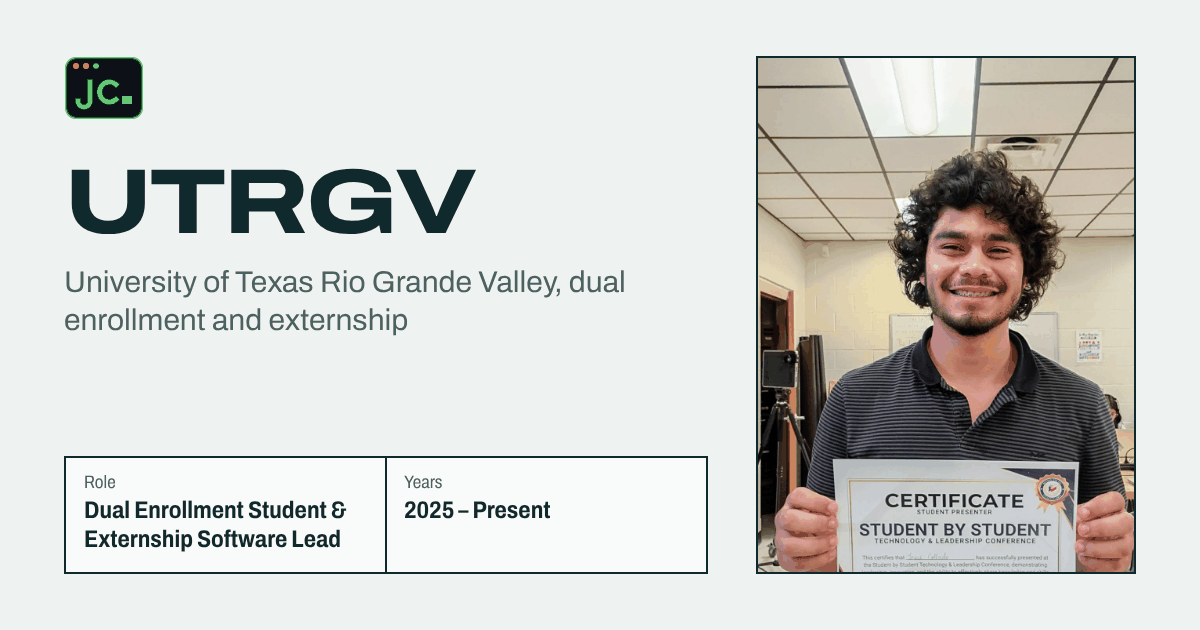 JC.
UTRGV
University of Texas Rio Grande Valley, dual
enrollment and externship
Role
Dual Enrollment Student &
Externship Software Lead
Years
2025 – Present
CERTIFICATE
STUDENT PRESENTER
STUDENT BY STUDENT
TECHNOLOGY & LEADERSHIP CONFERENCE
This certifies that has successfully presented at
the Student by Student Technology & Leadership Conference, demonstrating